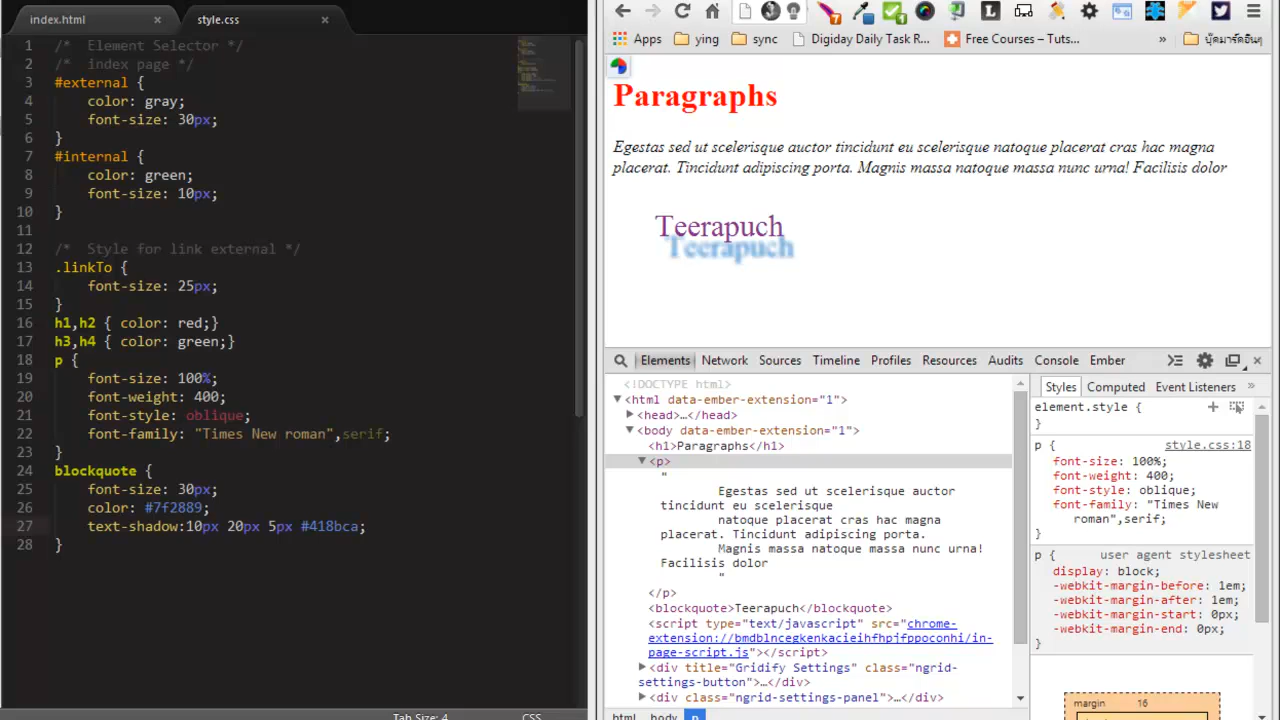 index.html ×
style.css ×
1 /*  Element Selector */
2 /*  index page */
3 #external {
4 color: gray;
5 font-size: 30px;
6 }
7 #internal {
8 color: green;
9 font-size: 10px;
10 }
11
12 /*  Style for link external */
13 .linkTo {
14 font-size: 25px;
15 }
16 h1,h2 { color: red;}
17 h3,h4 { color: green;}
18 p {
19 font-size: 100%;
20 font-weight: 400;
21 font-style: oblique;
22 font-family: "Times New roman",serif;
23 }
24 blockquote {
25 font-size: 30px;
26 color: #7f2889;
27 text-shadow:10px 20px 5px #418bca;
28 }
Tab Size: 4 CSS
Apps ying sync Digiday Daily Task R... Free Courses – Tuts... » บุ๊คมาร์คอื่นๆ
Paragraphs
Egestas sed ut scelerisque auctor tincidunt eu scelerisque natoque placerat cras hac magna
placerat. Tincidunt adipiscing porta. Magnis massa natoque massa nunc urna! Facilisis dolor
Teerapuch
Teerapuch
Elements Network Sources Timeline Profiles Resources Audits Console Ember
<!DOCTYPE html>
▼<html data-ember-extension="1">
▶<head>…</head>
▼<body data-ember-extension="1">
<h1>Paragraphs</h1>
▼<p>
"
Egestas sed ut scelerisque auctor
tincidunt eu scelerisque
natoque placerat cras hac magna
placerat. Tincidunt adipiscing porta.
Magnis massa natoque massa nunc urna!
Facilisis dolor
"
</p>
<blockquote>Teerapuch</blockquote>
<script type="text/javascript" src="chrome-
extension://bmdblncegkenkacieihfhpjfppoconhi/in-
page-script.js"></script>
▶<div title="Gridify Settings" class="ngrid-
settings-button">…</div>
▶<div class="ngrid-settings-panel">…</div>
html body p
Styles Computed Event Listeners »
element.style {
}
p { style.css:18
font-size: 100%;
font-weight: 400;
font-style: oblique;
font-family: "Times New
roman",serif;
}
p { user agent stylesheet
display: block;
-webkit-margin-before: 1em;
-webkit-margin-after: 1em;
-webkit-margin-start: 0px;
-webkit-margin-end: 0px;
}
margin 16